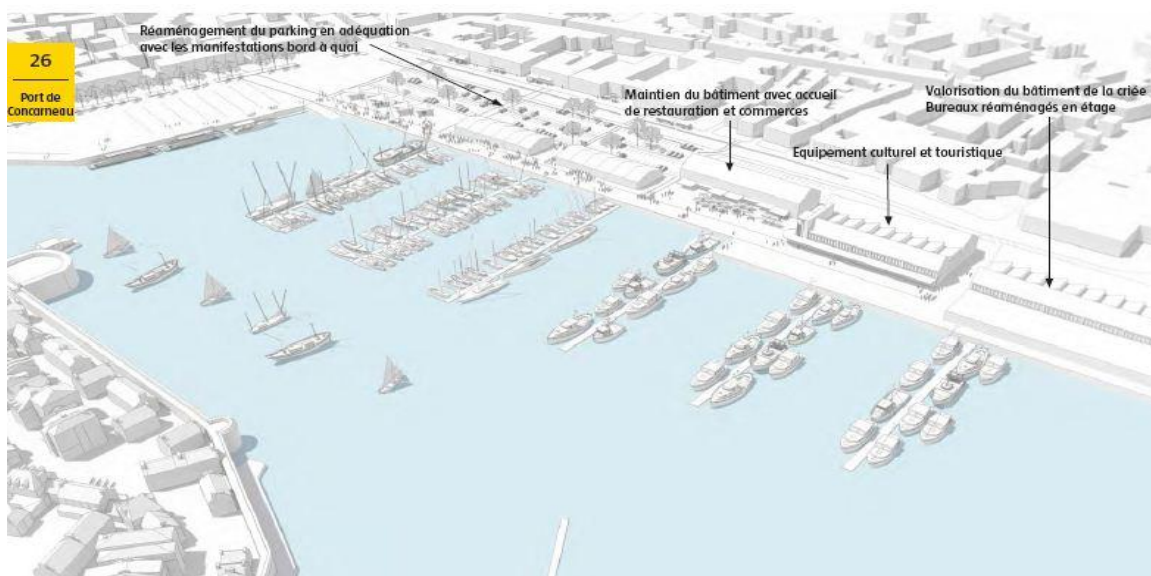 Réaménagement du parking en adéquation
avec les manifestations bord à quai
26
Port de
Concarneau
Maintien du bâtiment avec accueil
de restauration et commerces
Valorisation du bâtiment de la criée
Bureaux réaménagés en étage
Equipement culturel et touristique